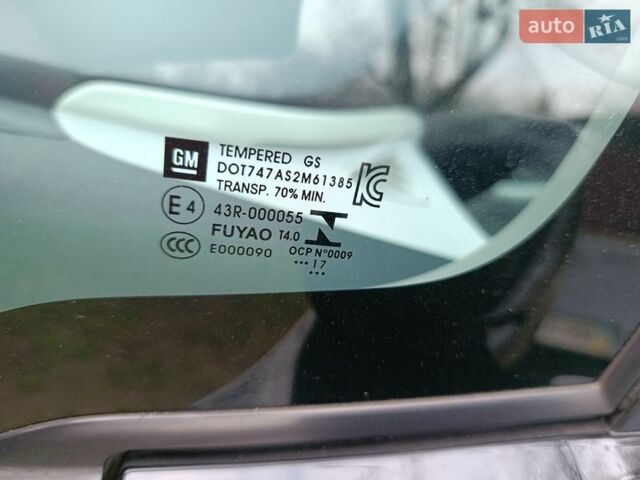 auto RIA
.com
GM TEMPERED GS
DOT747AS2M61385
TRANSP. 70% MIN.
E4 43R-000055
FUYAO T4.0
CCC E000090 OCP N°0009
•••17••
••